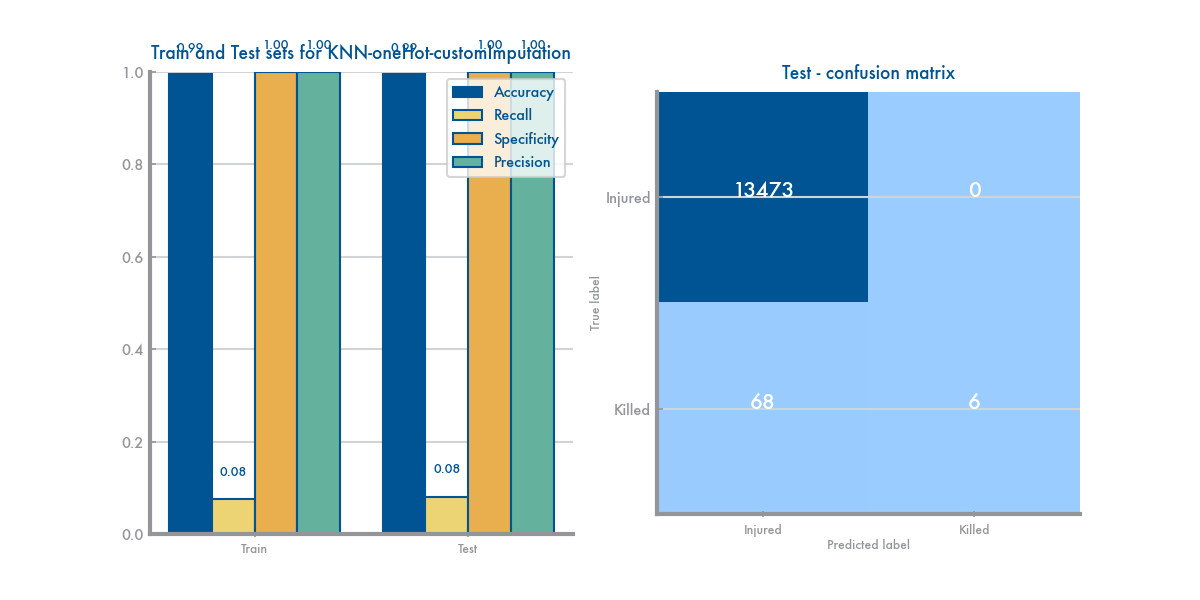 Train and Test sets for KNN-oneHot-customImputation
0.99
1.00
1.00
0.99
1.00
1.00
1.0
0.8
0.6
0.4
0.2
0.0
0.08
0.08
Accuracy
Recall
Specificity
Precision
Train
Test
Test - confusion matrix
True label
Injured
Killed
13473
0
68
6
Injured
Killed
Predicted label